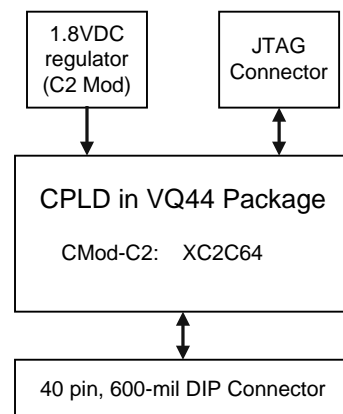 1.8VDC
regulator
(C2 Mod)
JTAG
Connector
CPLD in VQ44 Package
CMod-C2: XC2C64
40 pin, 600-mil DIP Connector